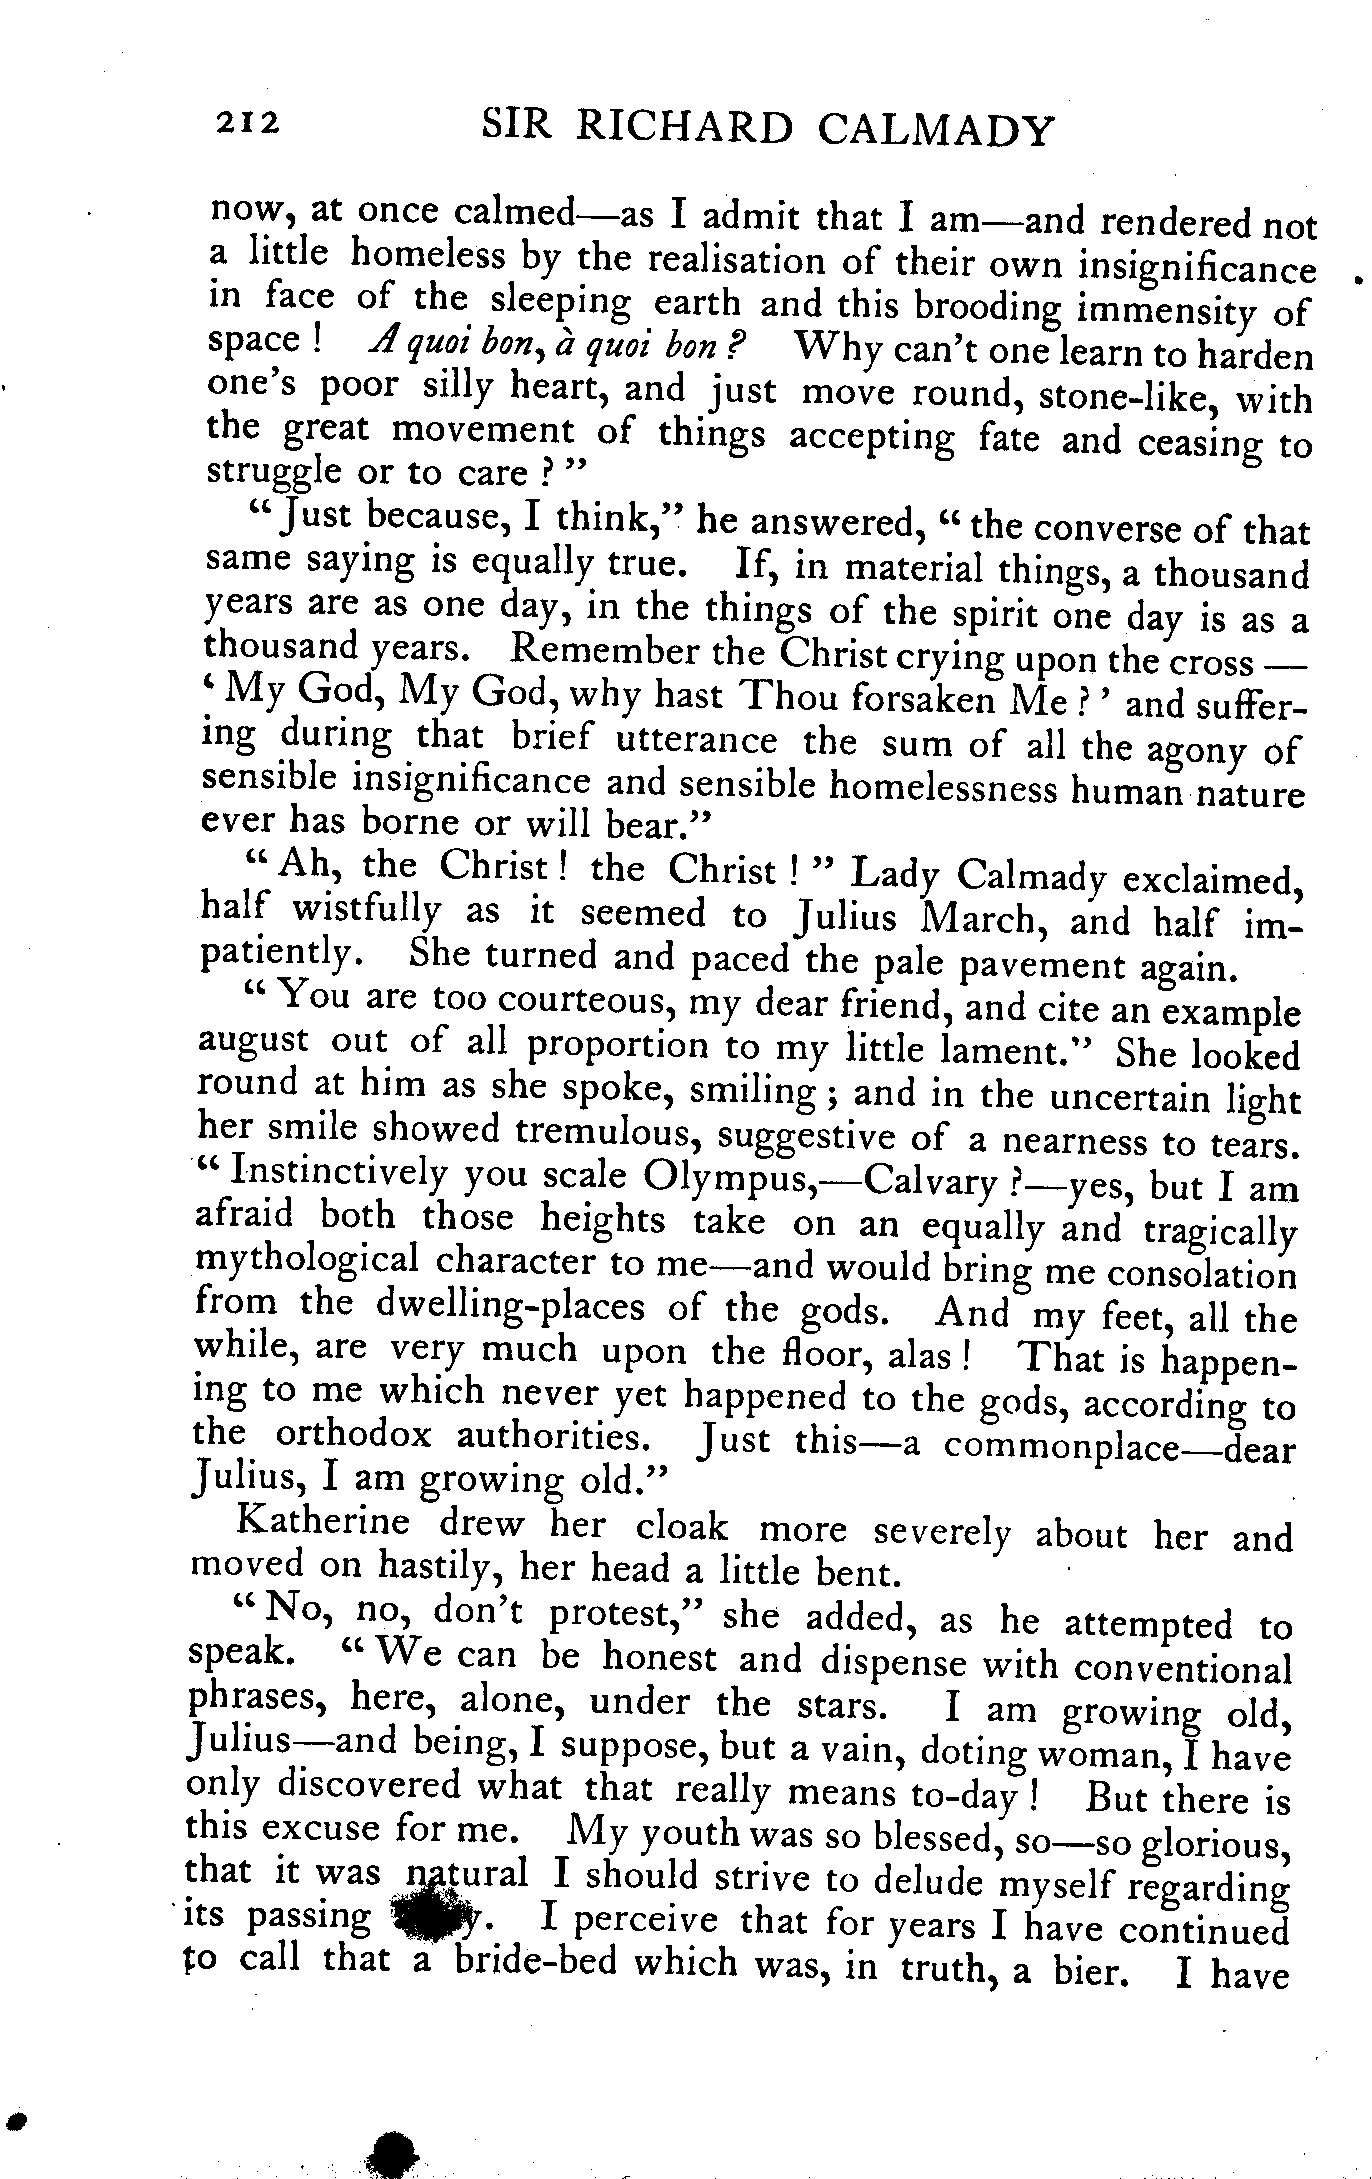 212 SIR RICHARD CALMADY
now, at once calmed—as I admit that I am—and rendered not
a little homeless by the realisation of their own insignificance
in face of the sleeping earth and this brooding immensity of
space ! A quoi bon, à quoi bon ? Why can't one learn to harden
one's poor silly heart, and just move round, stone-like, with
the great movement of things accepting fate and ceasing to
struggle or to care ? "
" Just because, I think," he answered, " the converse of that
same saying is equally true. If, in material things, a thousand
years are as one day, in the things of the spirit one day is as a
thousand years. Remember the Christ crying upon the cross —
' My God, My God, why hast Thou forsaken Me ? ' and suffer-
ing during that brief utterance the sum of all the agony of
sensible insignificance and sensible homelessness human nature
ever has borne or will bear."
" Ah, the Christ ! the Christ ! " Lady Calmady exclaimed,
half wistfully as it seemed to Julius March, and half im-
patiently. She turned and paced the pale pavement again.
" You are too courteous, my dear friend, and cite an example
august out of all proportion to my little lament." She looked
round at him as she spoke, smiling ; and in the uncertain light
her smile showed tremulous, suggestive of a nearness to tears.
" Instinctively you scale Olympus,—Calvary ?—yes, but I am
afraid both those heights take on an equally and tragically
mythological character to me—and would bring me consolation
from the dwelling-places of the gods. And my feet, all the
while, are very much upon the floor, alas ! That is happen-
ing to me which never yet happened to the gods, according to
the orthodox authorities. Just this—a commonplace—dear
Julius, I am growing old."
Katherine drew her cloak more severely about her and
moved on hastily, her head a little bent.
" No, no, don't protest," she added, as he attempted to
speak. " We can be honest and dispense with conventional
phrases, here, alone, under the stars. I am growing old,
Julius—and being, I suppose, but a vain, doting woman, I have
only discovered what that really means to-day ! But there is
this excuse for me. My youth was so blessed, so—so glorious,
that it was natural I should strive to delude myself regarding
its passing I perceive that for years I have continued
to call that a bride-bed which was, in truth, a bier. I have